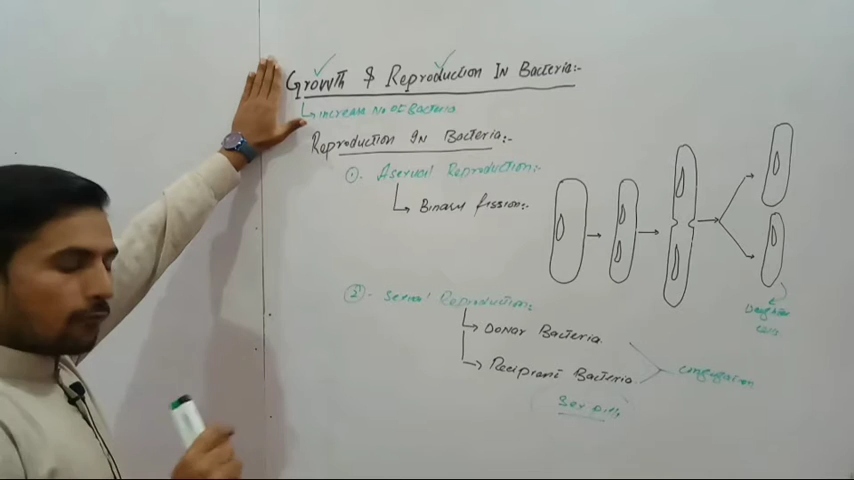 Growth & Reproduction In Bacteria:-
Increase No of Bacteria
Reproduction In Bacteria:-
① - Asexual Reproduction:-
Binary fission:-
② - Sexual Reproduction:
Donor Bacteria.
Recipient Bacteria.
conjugation
Sex pili
Daughter
cells